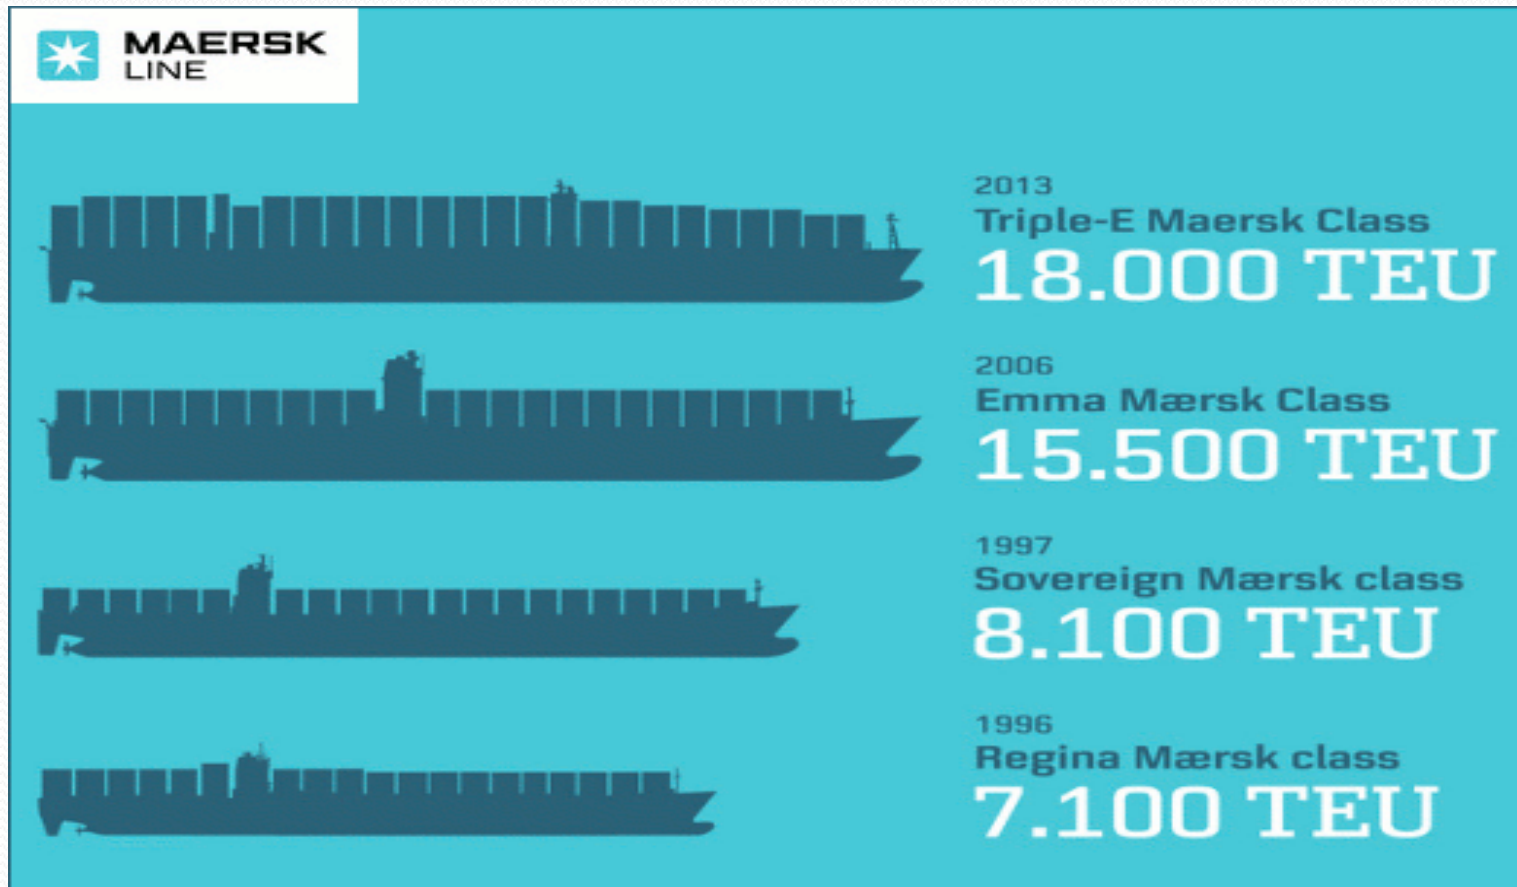 MAERSK
LINE
2013
Triple-E Maersk Class
18.000 TEU
2006
Emma Mærsk Class
15.500 TEU
1997
Sovereign Mærsk class
8.100 TEU
1996
Regina Mærsk class
7.100 TEU